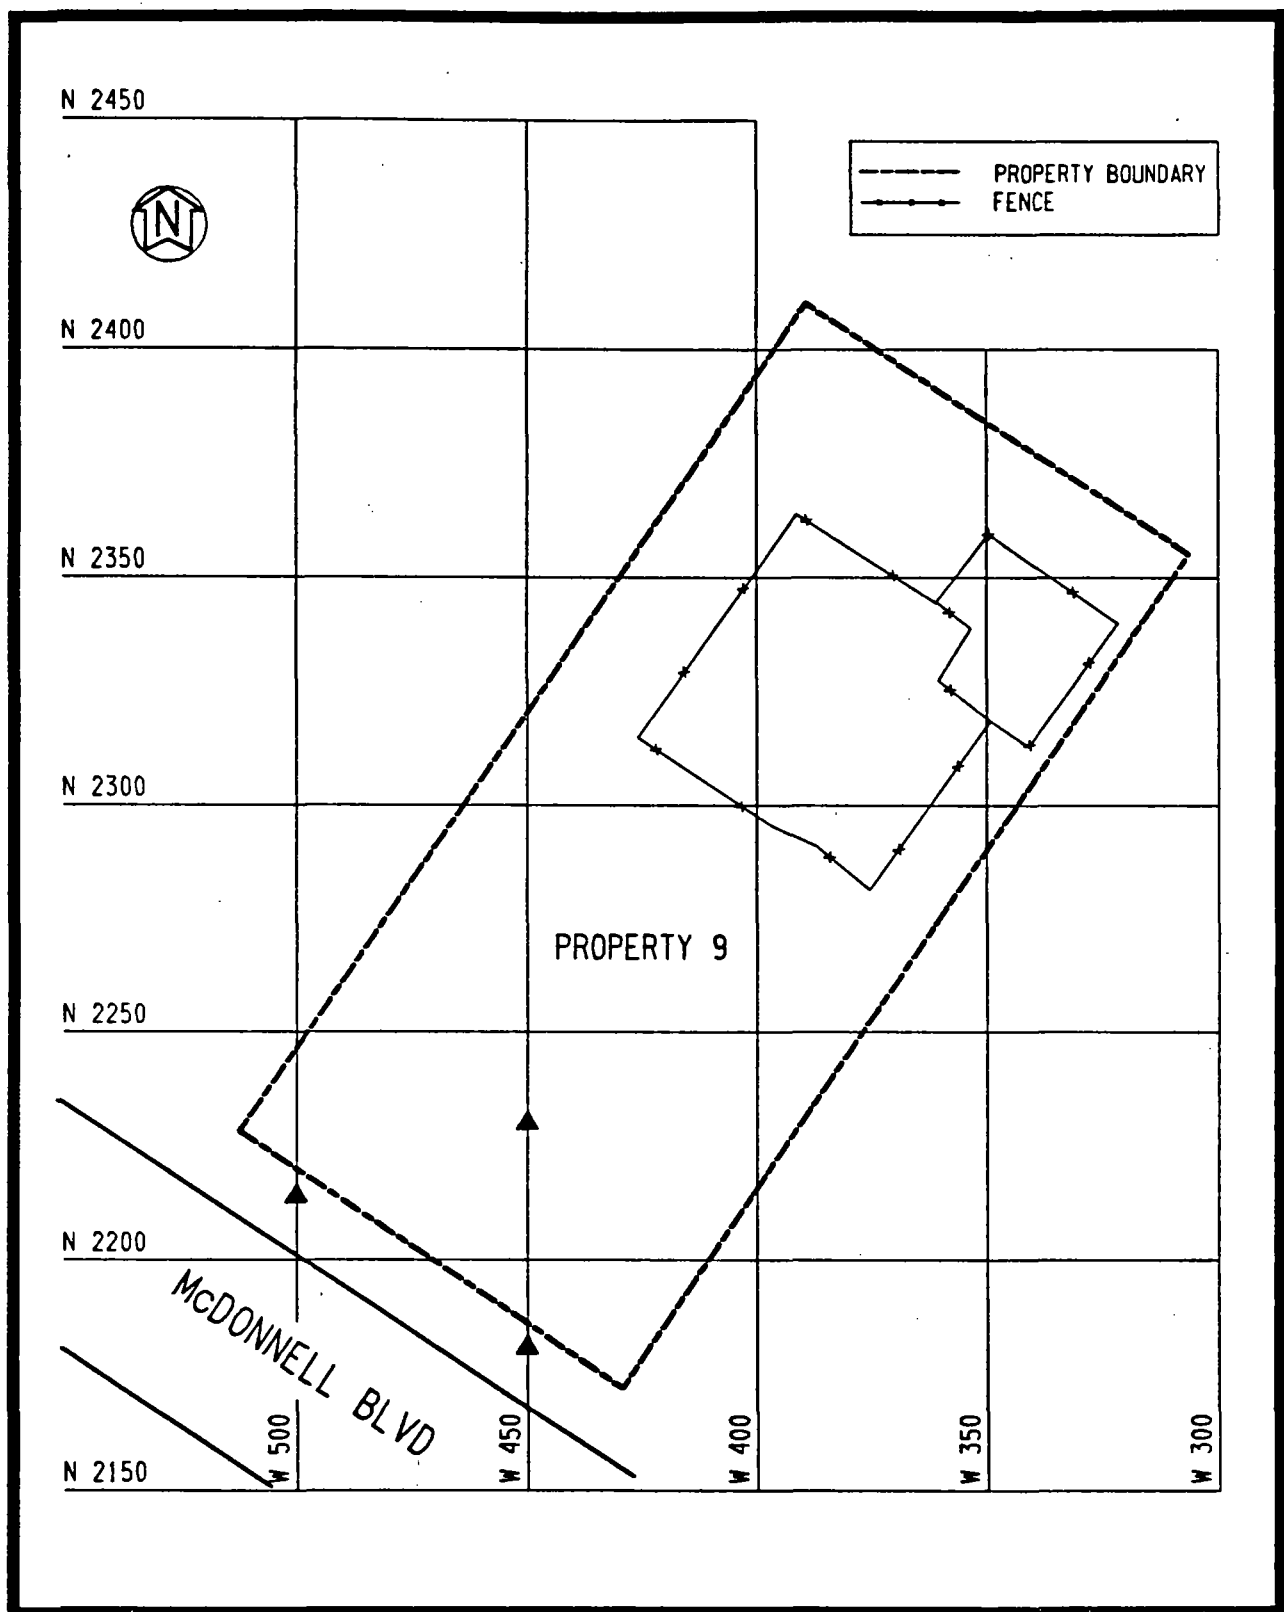 N 2450
PROPERTY BOUNDARY
FENCE
N
N 2400
N 2350
N 2300
PROPERTY 9
N 2250
N 2200
McDONNELL BLVD
W 500
W 450
W 400
W 350
W 300
N 2150